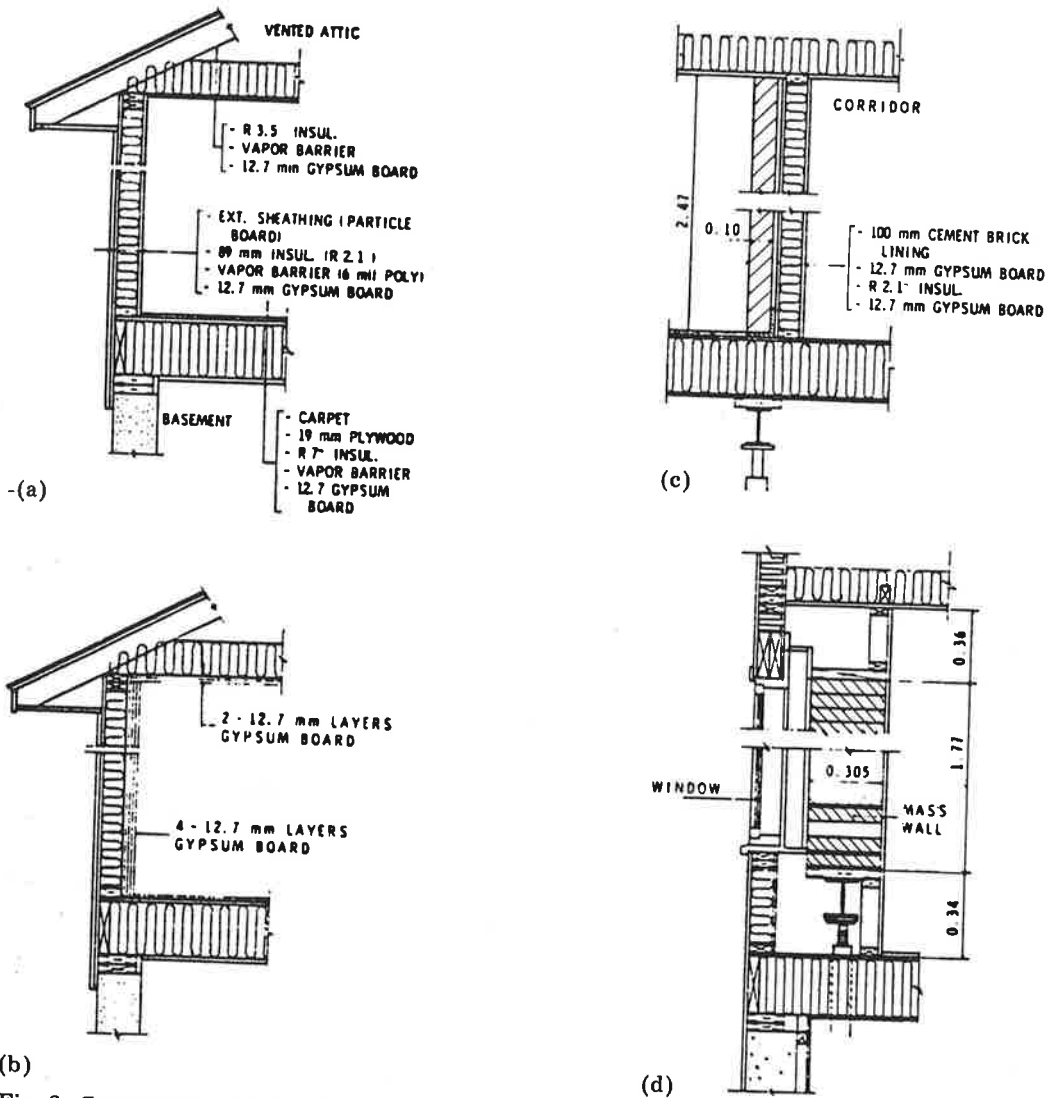 VENTED ATTIC
- R 3.5 INSUL.
- VAPOR BARRIER
- 12.7 mm GYPSUM BOARD
- EXT. SHEATHING (PARTICLE
BOARD)
- 89 mm INSUL. (R 2.1)
- VAPOR BARRIER (6 mil POLY)
- 12.7 mm GYPSUM BOARD
BASEMENT
- CARPET
- 19 mm PLYWOOD
- R 7- INSUL.
- VAPOR BARRIER
- 12.7 GYPSUM
BOARD
-(a)
CORRIDOR
2.47
0.10
- 100 mm CEMENT BRICK
LINING
- 12.7 mm GYPSUM BOARD
- R 2.1- INSUL.
- 12.7 mm GYPSUM BOARD
(c)
2 - 12.7 mm LAYERS
GYPSUM BOARD
4 - 12.7 mm LAYERS
GYPSUM BOARD
(b)
0.36
1.77
0.305
WINDOW
MASS
WALL
0.34
(d)